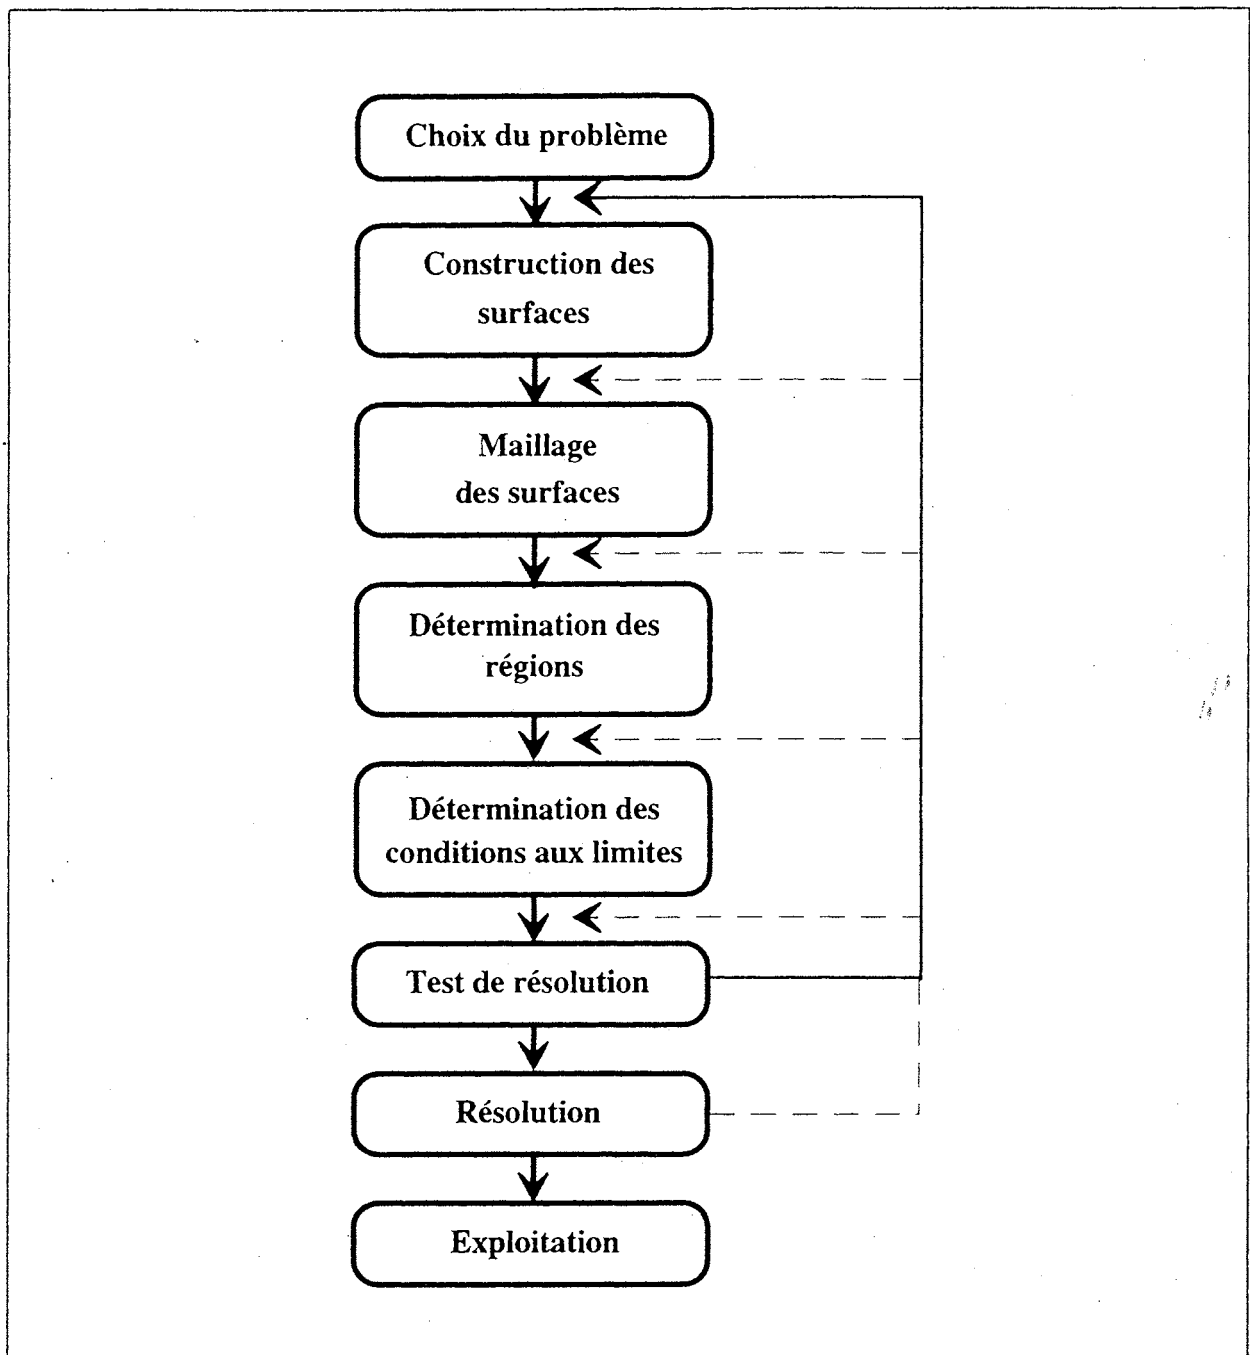 Choix du problème
Construction des
surfaces
Maillage
des surfaces
Détermination des
régions
Détermination des
conditions aux limites
Test de résolution
Résolution
Exploitation